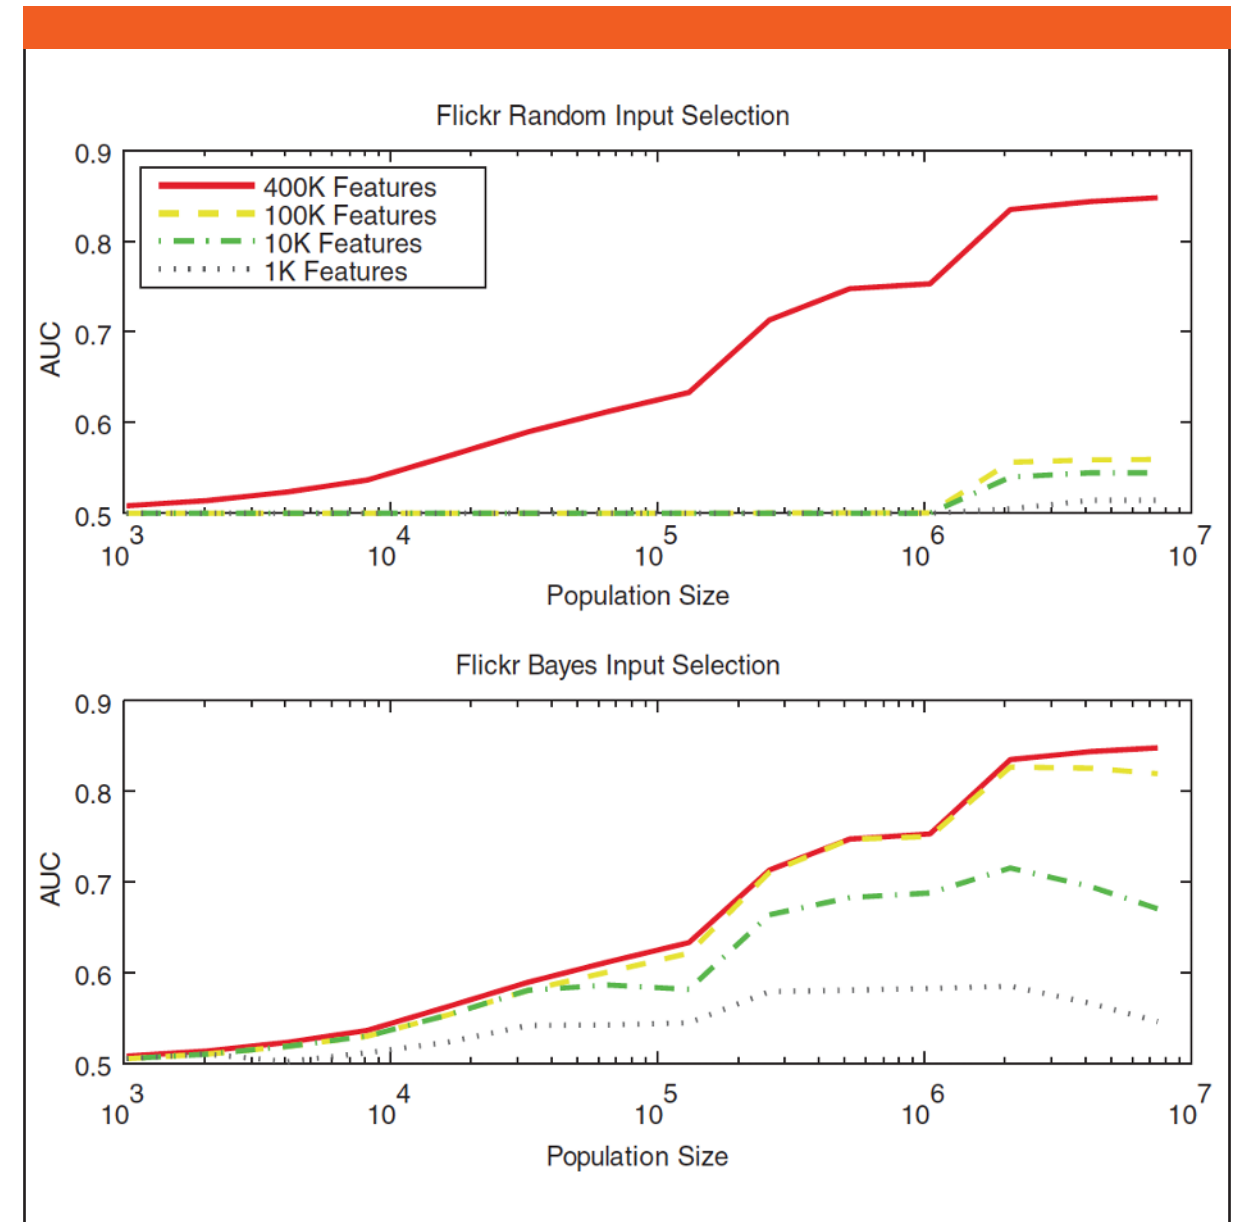 Flickr Random Input Selection
0.9
400K Features
100K Features
10K Features
1K Features
0.8
0.7
0.6
0.5
AUC
10^3 10^4 10^5 10^6 10^7
Population Size
Flickr Bayes Input Selection
0.9
0.8
0.7
0.6
0.5
AUC
10^3 10^4 10^5 10^6 10^7
Population Size